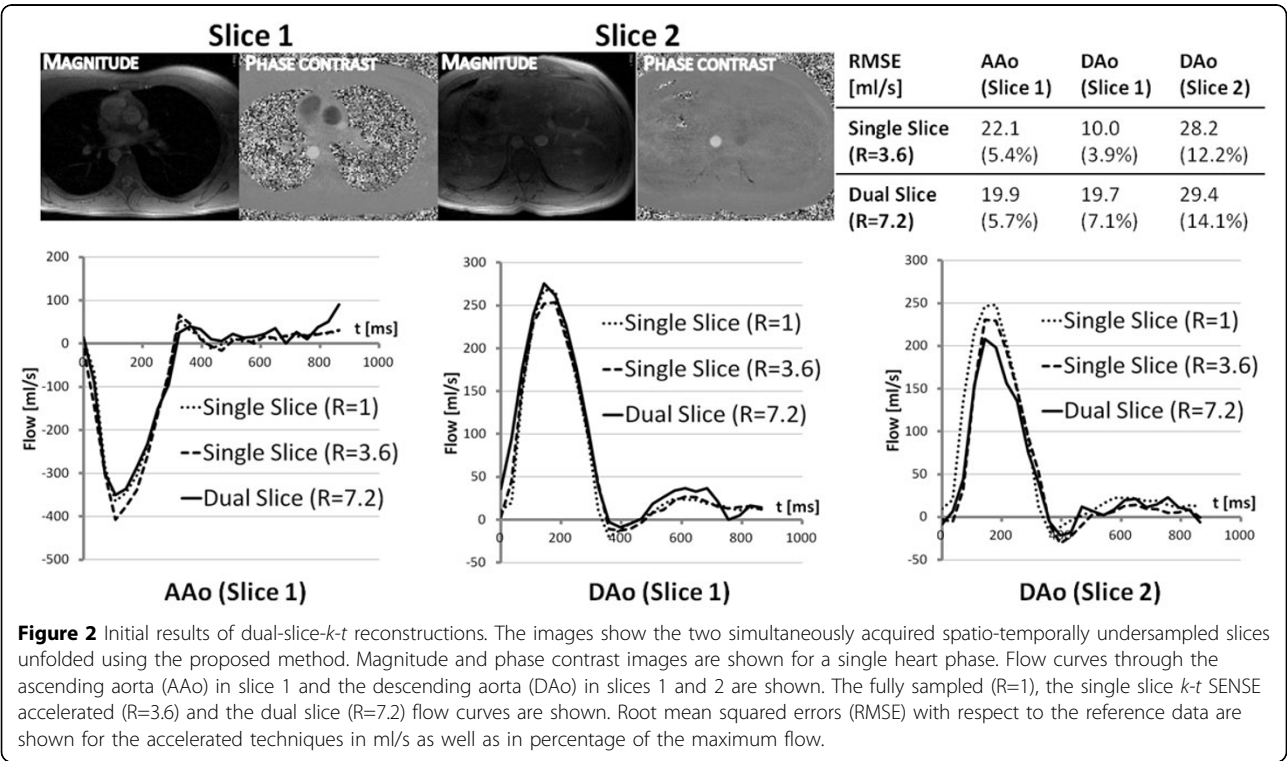 Slice 1
Slice 2
MAGNITUDE
PHASE CONTRAST
MAGNITUDE
PHASE CONTRAST
RMSE [ml/s]
AAo (Slice 1)
DAo (Slice 1)
DAo (Slice 2)
Single Slice (R=3.6)
22.1 (5.4%)
10.0 (3.9%)
28.2 (12.2%)
Dual Slice (R=7.2)
19.9 (5.7%)
19.7 (7.1%)
29.4 (14.1%)
200
100
0
-100
-200
-300
-400
-500
Flow [ml/s]
0
200
400
600
800
1000
t [ms]
Single Slice (R=1)
Single Slice (R=3.6)
Dual Slice (R=7.2)
AAo (Slice 1)
300
250
200
150
100
50
0
-50
Flow [ml/s]
0
200
400
600
800
1000
t [ms]
Single Slice (R=1)
Single Slice (R=3.6)
Dual Slice (R=7.2)
DAo (Slice 1)
300
250
200
150
100
50
0
-50
Flow [ml/s]
0
200
400
600
800
1000
t [ms]
Single Slice (R=1)
Single Slice (R=3.6)
Dual Slice (R=7.2)
DAo (Slice 2)
Figure 2 Initial results of dual-slice-k-t reconstructions. The images show the two simultaneously acquired spatio-temporally undersampled slices
unfolded using the proposed method. Magnitude and phase contrast images are shown for a single heart phase. Flow curves through the
ascending aorta (AAo) in slice 1 and the descending aorta (DAo) in slices 1 and 2 are shown. The fully sampled (R=1), the single slice k-t SENSE
accelerated (R=3.6) and the dual slice (R=7.2) flow curves are shown. Root mean squared errors (RMSE) with respect to the reference data are
shown for the accelerated techniques in ml/s as well as in percentage of the maximum flow.